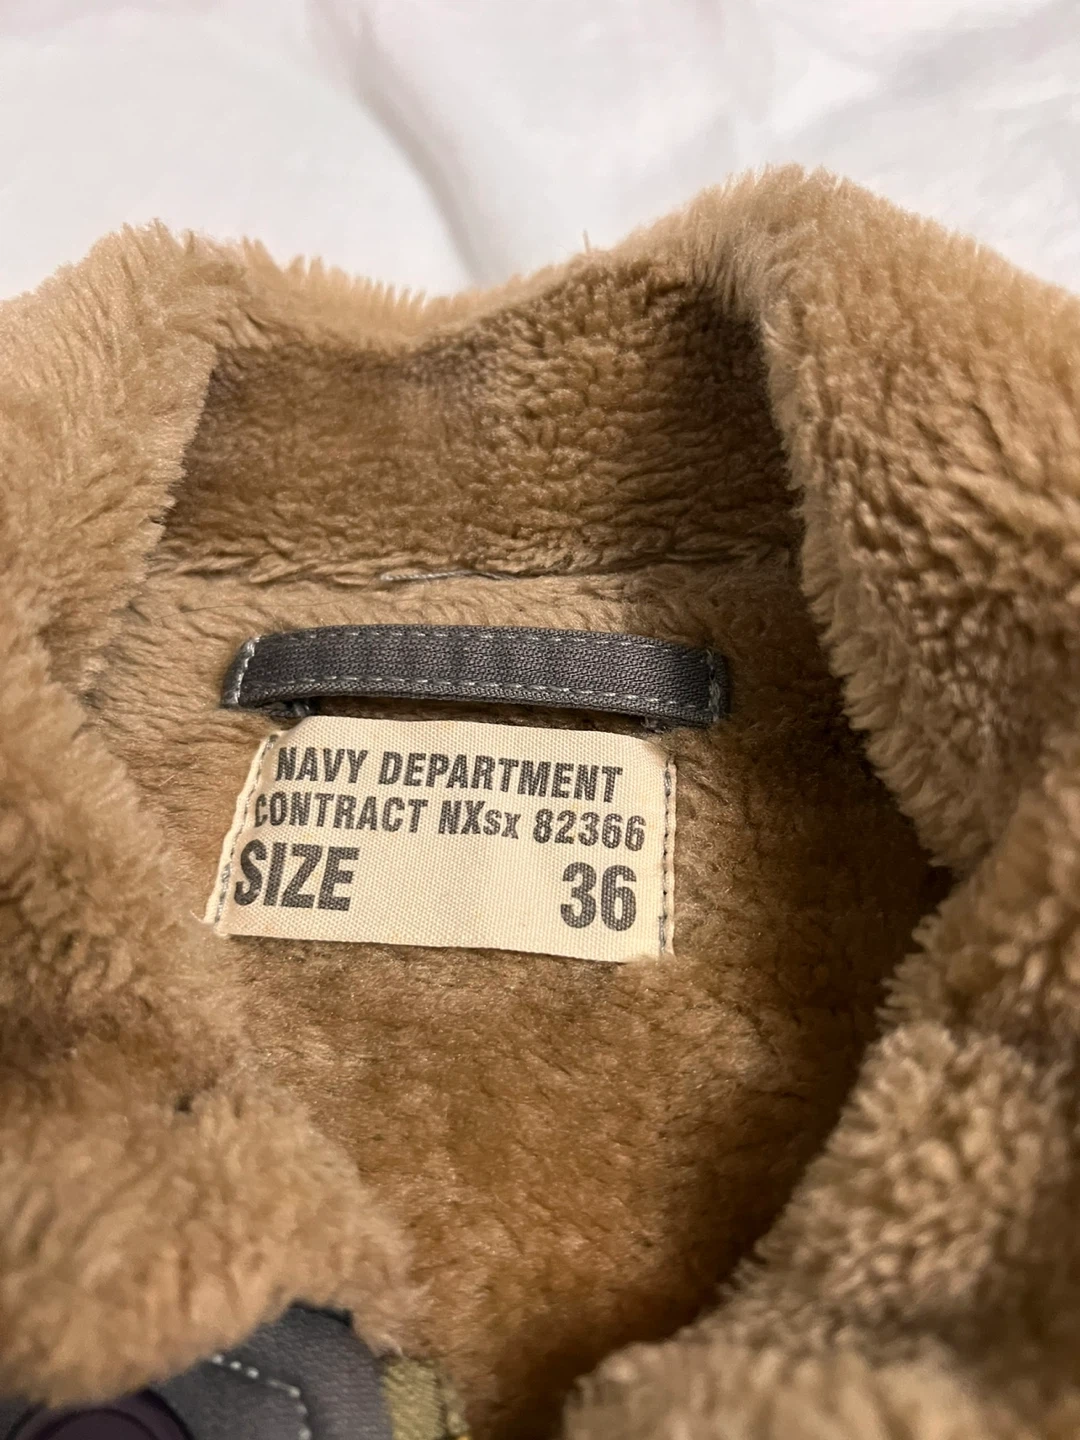 NAVY DEPARTMENT
CONTRACT NXsx 82366
SIZE 36